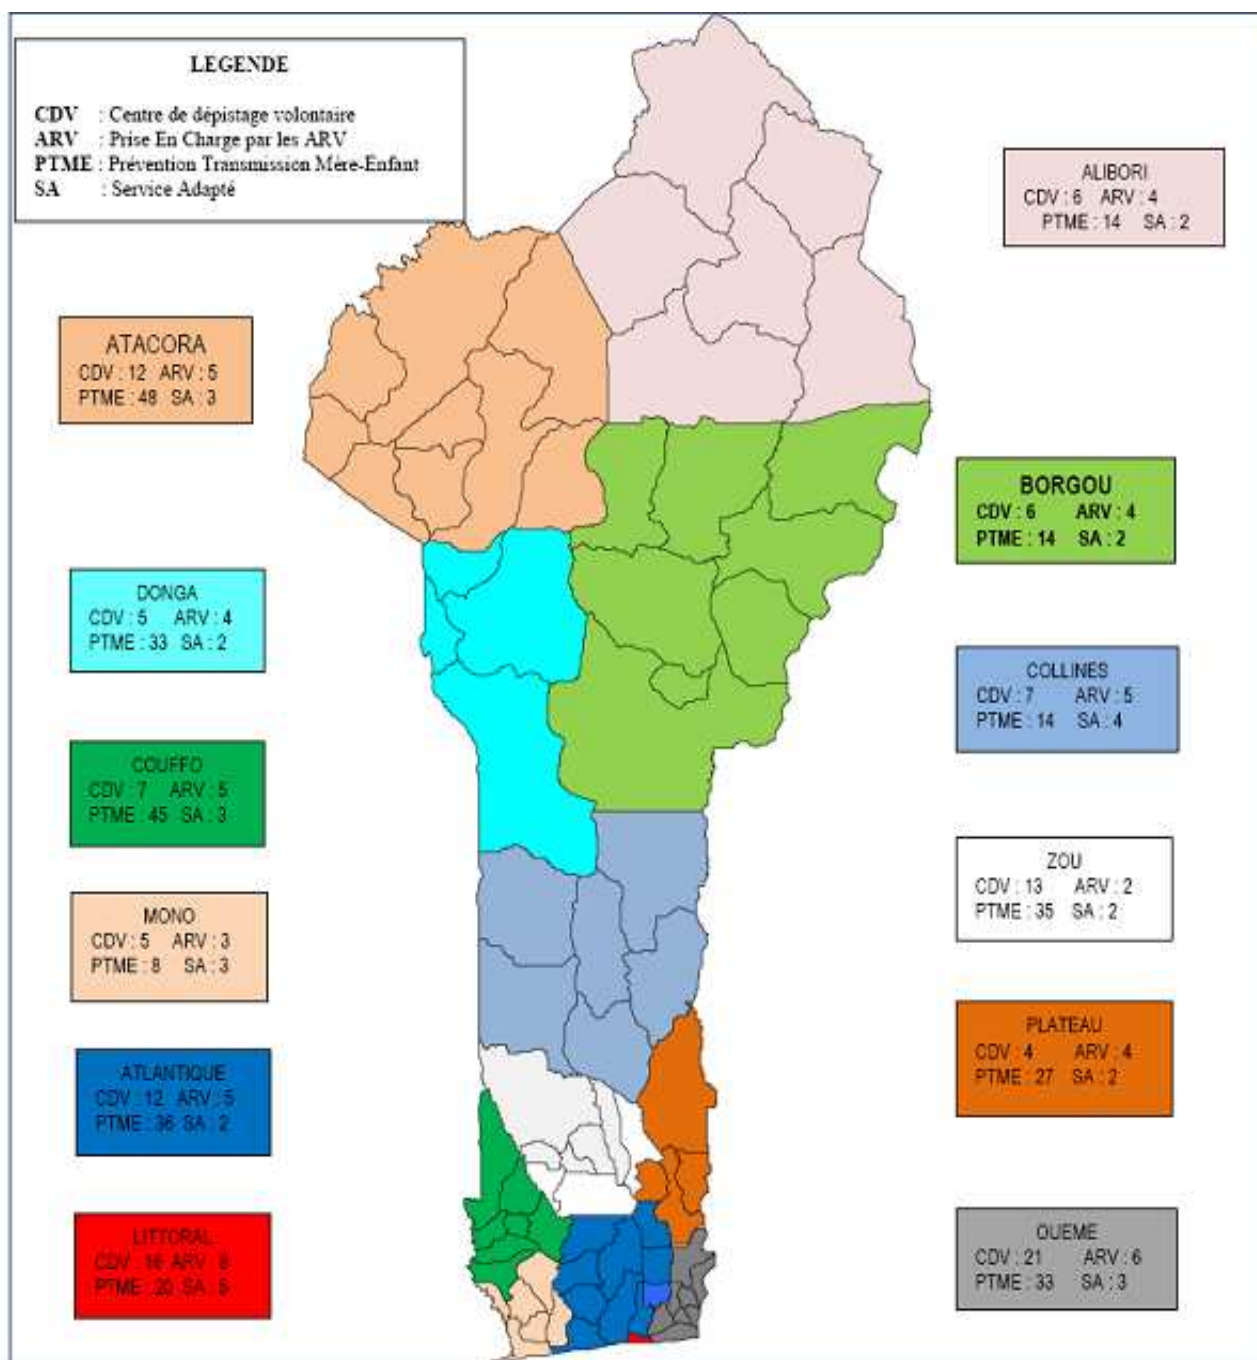 LEGENDE
CDV : Centre de dépistage volontaire
ARV : Prise En Charge par les ARV
PTME : Prévention Transmission Mère-Enfant
SA : Service Adapté
ALIBORI
CDV : 6 ARV : 4
PTME : 14 SA : 2
ATACORA
CDV : 12 ARV : 5
PTME : 48 SA : 3
BORGOU
CDV : 6 ARV : 4
PTME : 14 SA : 2
DONGA
CDV : 5 ARV : 4
PTME : 33 SA : 2
COLLINES
CDV : 7 ARV : 5
PTME : 14 SA : 4
COUFFO
CDV : 7 ARV : 5
PTME : 45 SA : 3
ZOU
CDV : 13 ARV : 2
PTME : 35 SA : 2
MONO
CDV : 5 ARV : 3
PTME : 8 SA : 3
PLATEAU
CDV : 4 ARV : 4
PTME : 27 SA : 2
ATLANTIQUE
CDV : 12 ARV : 5
PTME : 36 SA : 2
LITTORAL
CDV : ARV :
PTME : 20 SA :
OUEME
CDV : 21 ARV : 6
PTME : 33 SA : 3